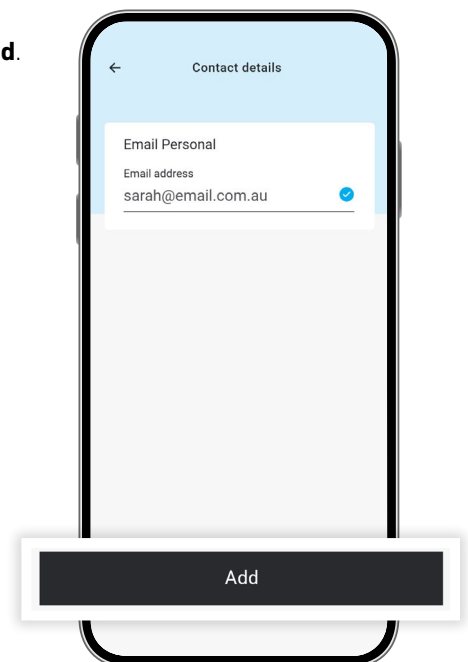 d.
Contact details
Email Personal
Email address
sarah@email.com.au
Add